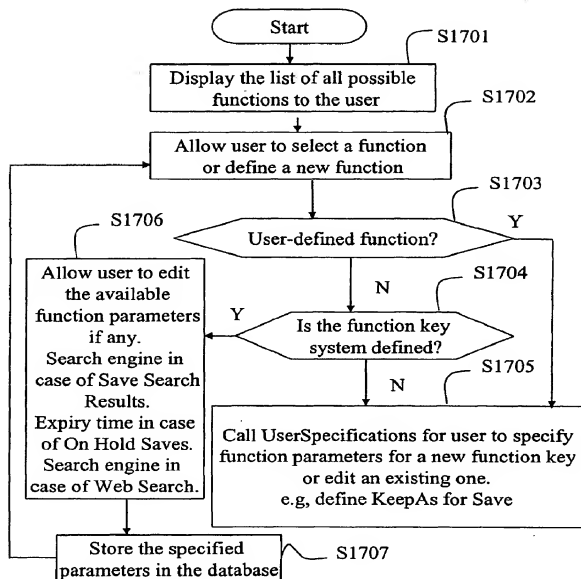 Start
S1701
Display the list of all possible
functions to the user
S1702
Allow user to select a function
or define a new function
S1703
User-defined function?
Y
N
S1704
Is the function key
system defined?
Y
N
S1706
Allow user to edit
the available
function parameters
if any.
Search engine in
case of Save Search
Results.
Expiry time in case
of On Hold Saves.
Search engine in
case of Web Search.
S1705
Call UserSpecifications for user to specify
function parameters for a new function key
or edit an existing one.
e.g, define KeepAs for Save
S1707
Store the specified
parameters in the database